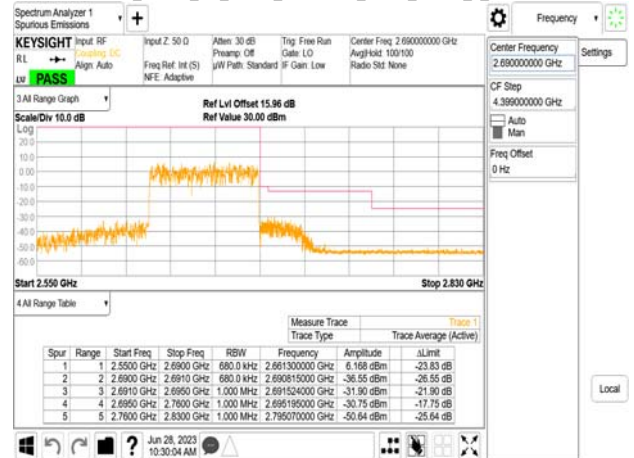 Spectrum Analyzer 1
Spurious Emissions
+
Frequency
KEYSIGHT
Input: RF
Coupling: DC
Align: Auto
Input Z: 50 Ω
Freq Ref: Int (S)
NFE: Adaptive
Atten: 30 dB
Preamp: Off
µW Path: Standard
Trig: Free Run
Gate: LO
IF Gain: Low
Center Freq: 2.690000000 GHz
Avg|Hold: 100/100
Radio Std: None
RL
LV PASS
Center Frequency
2.690000000 GHz
Settings
CF Step
4.399000000 GHz
Auto
Man
Freq Offset
0 Hz
3 All Range Graph
Scale/Div 10.0 dB
Ref Lvl Offset 15.96 dB
Ref Value 30.00 dBm
Log
20.0
10.0
0.00
-10.0
-20.0
-30.0
-40.0
-50.0
-60.0
Start 2.550 GHz
Stop 2.830 GHz
4 All Range Table
Measure Trace Trace 1
Trace Type Trace Average (Active)
Spur Range Start Freq Stop Freq RBW Frequency Amplitude ΔLimit
1 1 2.5500 GHz 2.6900 GHz 680.0 kHz 2.661300000 GHz 6.168 dBm -23.83 dB
2 2 2.6900 GHz 2.6910 GHz 680.0 kHz 2.690815000 GHz -36.55 dBm -26.55 dB
3 3 2.6910 GHz 2.6950 GHz 1.000 MHz 2.691524000 GHz -31.90 dBm -21.90 dB
4 4 2.6950 GHz 2.7600 GHz 1.000 MHz 2.695195000 GHz -30.75 dBm -17.75 dB
5 5 2.7600 GHz 2.8300 GHz 1.000 MHz 2.795070000 GHz -50.64 dBm -25.64 dB
Local
?
Jun 28, 2023
10:30:04 AM